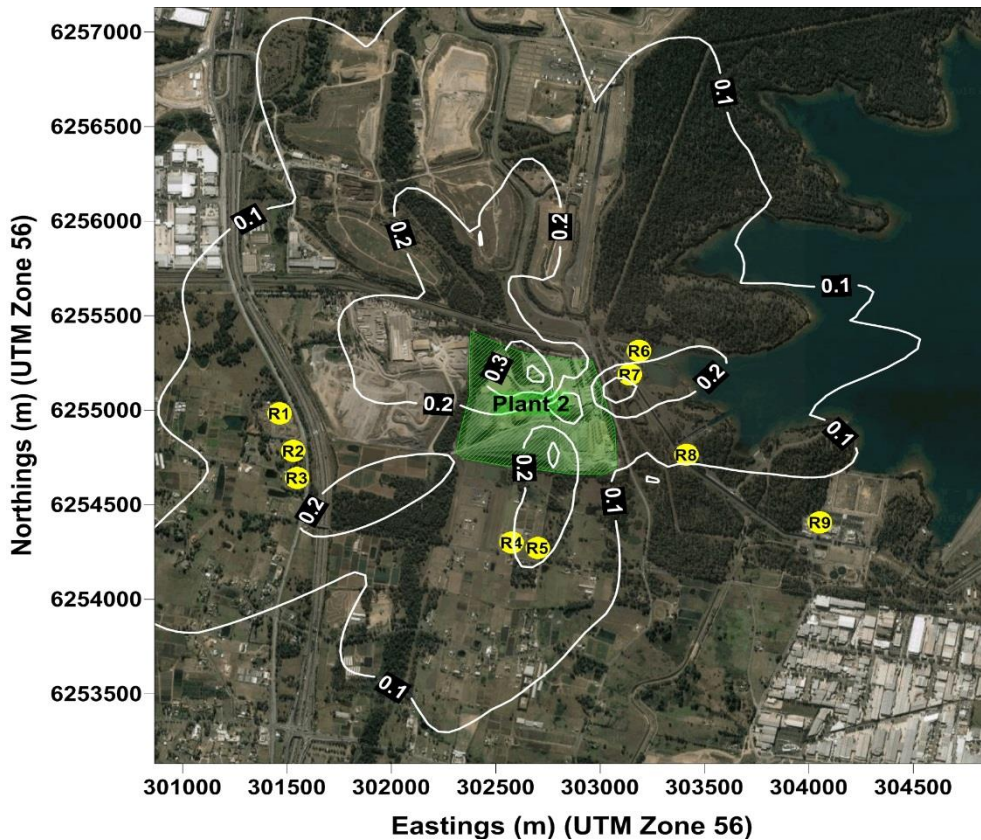 Northings (m) (UTM Zone 56)
6257000
6256500
6256000
6255500
6255000
6254500
6254000
6253500
0.1
0.1
0.2
0.2
0.1
R6
0.3
R7
0.2
0.2
Plant 2
R1
0.1
R2
R8
0.2
R3
0.2
0.1
R9
R4
R5
0.1
301000 301500 302000 302500 303000 303500 304000 304500
Eastings (m) (UTM Zone 56)